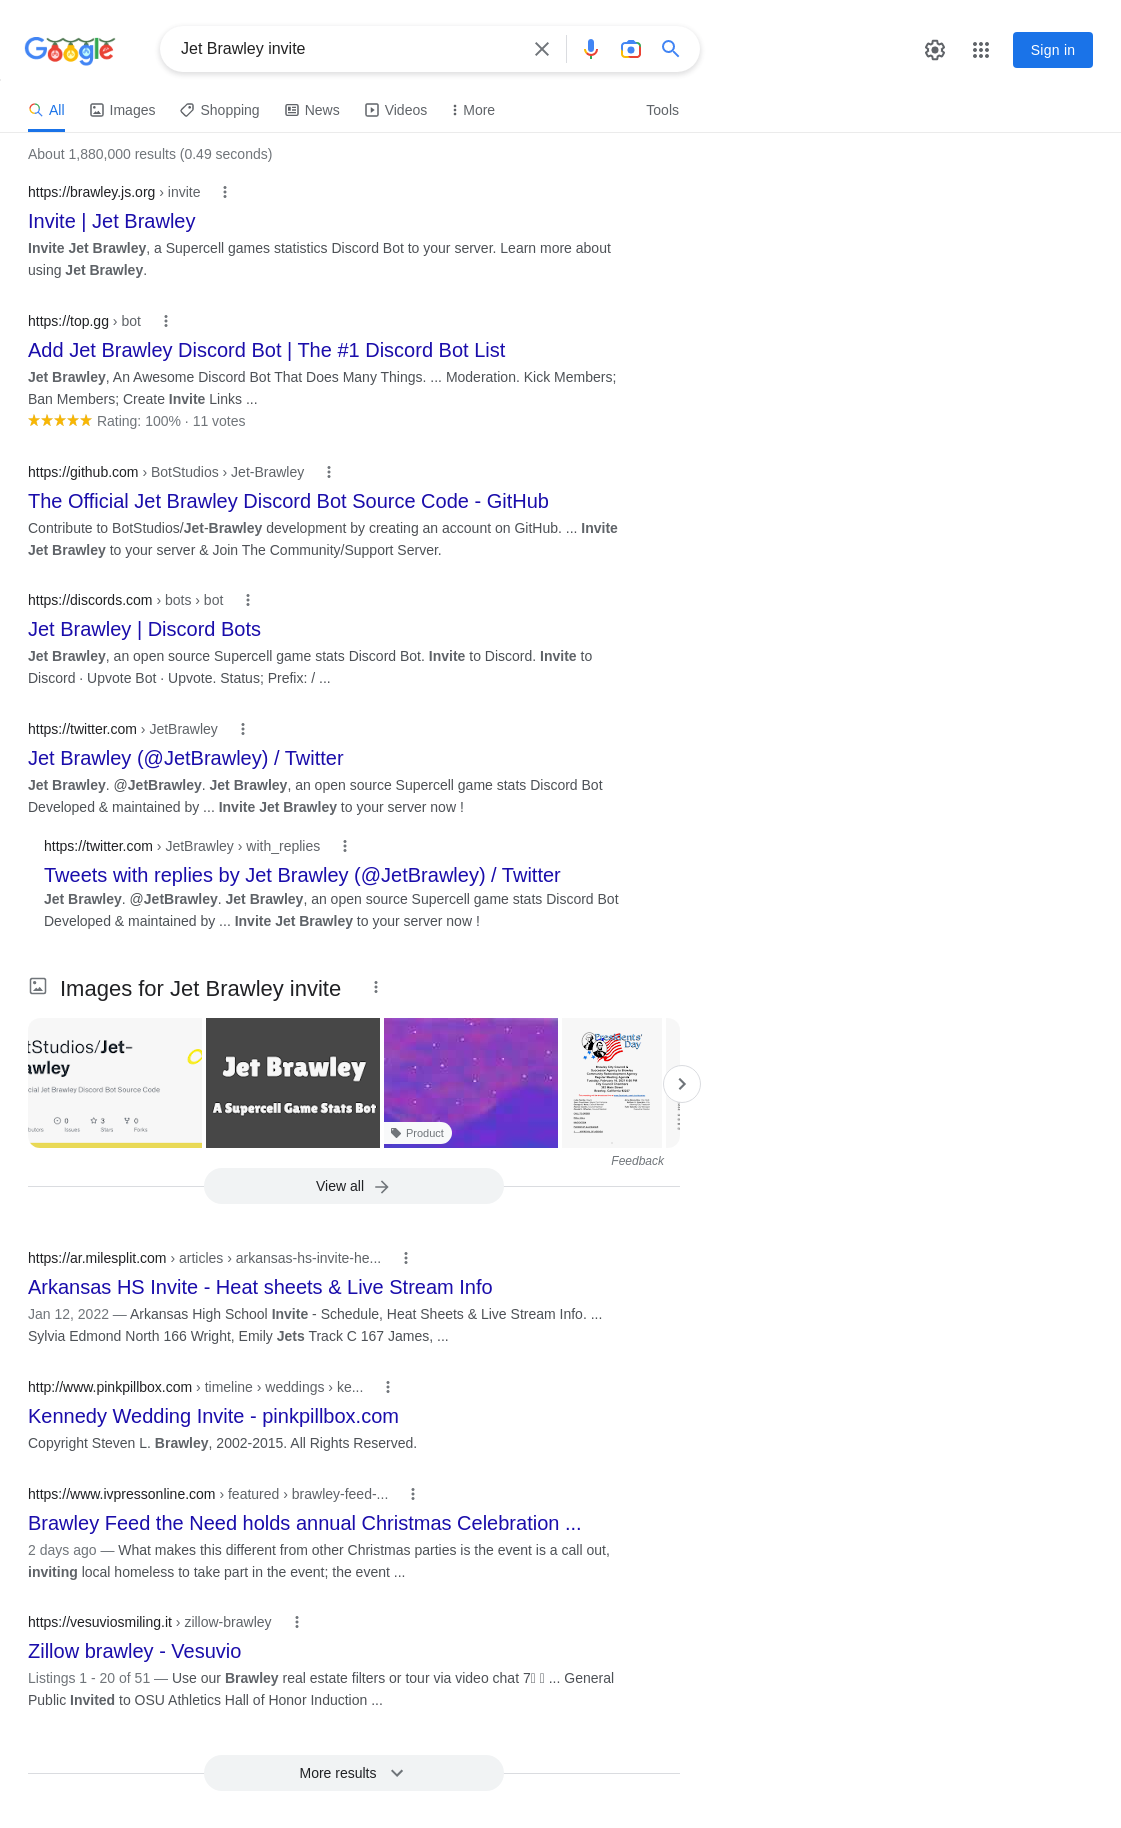 Google
Jet Brawley invite
Sign in
All Images Shopping News Videos More Tools
About 1,880,000 results (0.49 seconds)
https://brawley.js.org › invite
Invite | Jet Brawley
Invite Jet Brawley, a Supercell games statistics Discord Bot to your server. Learn more about
using Jet Brawley.
https://top.gg › bot
Add Jet Brawley Discord Bot | The #1 Discord Bot List
Jet Brawley, An Awesome Discord Bot That Does Many Things. ... Moderation. Kick Members;
Ban Members; Create Invite Links ...
Rating: 100% · 11 votes
https://github.com › BotStudios › Jet-Brawley
The Official Jet Brawley Discord Bot Source Code - GitHub
Contribute to BotStudios/Jet-Brawley development by creating an account on GitHub. ... Invite
Jet Brawley to your server & Join The Community/Support Server.
https://discords.com › bots › bot
Jet Brawley | Discord Bots
Jet Brawley, an open source Supercell game stats Discord Bot. Invite to Discord. Invite to
Discord · Upvote Bot · Upvote. Status; Prefix: / ...
https://twitter.com › JetBrawley
Jet Brawley (@JetBrawley) / Twitter
Jet Brawley. @JetBrawley. Jet Brawley, an open source Supercell game stats Discord Bot
Developed & maintained by ... Invite Jet Brawley to your server now !
https://twitter.com › JetBrawley › with_replies
Tweets with replies by Jet Brawley (@JetBrawley) / Twitter
Jet Brawley. @JetBrawley. Jet Brawley, an open source Supercell game stats Discord Bot
Developed & maintained by ... Invite Jet Brawley to your server now !
Images for Jet Brawley invite
tStudios/Jet-
awley
cial Jet Brawley Discord Bot Source Code
0 3 0
Issues Stars Forks
Jet Brawley
A Supercell Game Stats Bot
Product
Presidents'
Day
Feedback
View all
https://ar.milesplit.com › articles › arkansas-hs-invite-he...
Arkansas HS Invite - Heat sheets & Live Stream Info
Jan 12, 2022 — Arkansas High School Invite - Schedule, Heat Sheets & Live Stream Info. ...
Sylvia Edmond North 166 Wright, Emily Jets Track C 167 James, ...
http://www.pinkpillbox.com › timeline › weddings › ke...
Kennedy Wedding Invite - pinkpillbox.com
Copyright Steven L. Brawley, 2002-2015. All Rights Reserved.
https://www.ivpressonline.com › featured › brawley-feed-...
Brawley Feed the Need holds annual Christmas Celebration ...
2 days ago — What makes this different from other Christmas parties is the event is a call out,
inviting local homeless to take part in the event; the event ...
https://vesuviosmiling.it › zillow-brawley
Zillow brawley - Vesuvio
Listings 1 - 20 of 51 — Use our Brawley real estate filters or tour via video chat 7 ... General
Public Invited to OSU Athletics Hall of Honor Induction ...
More results